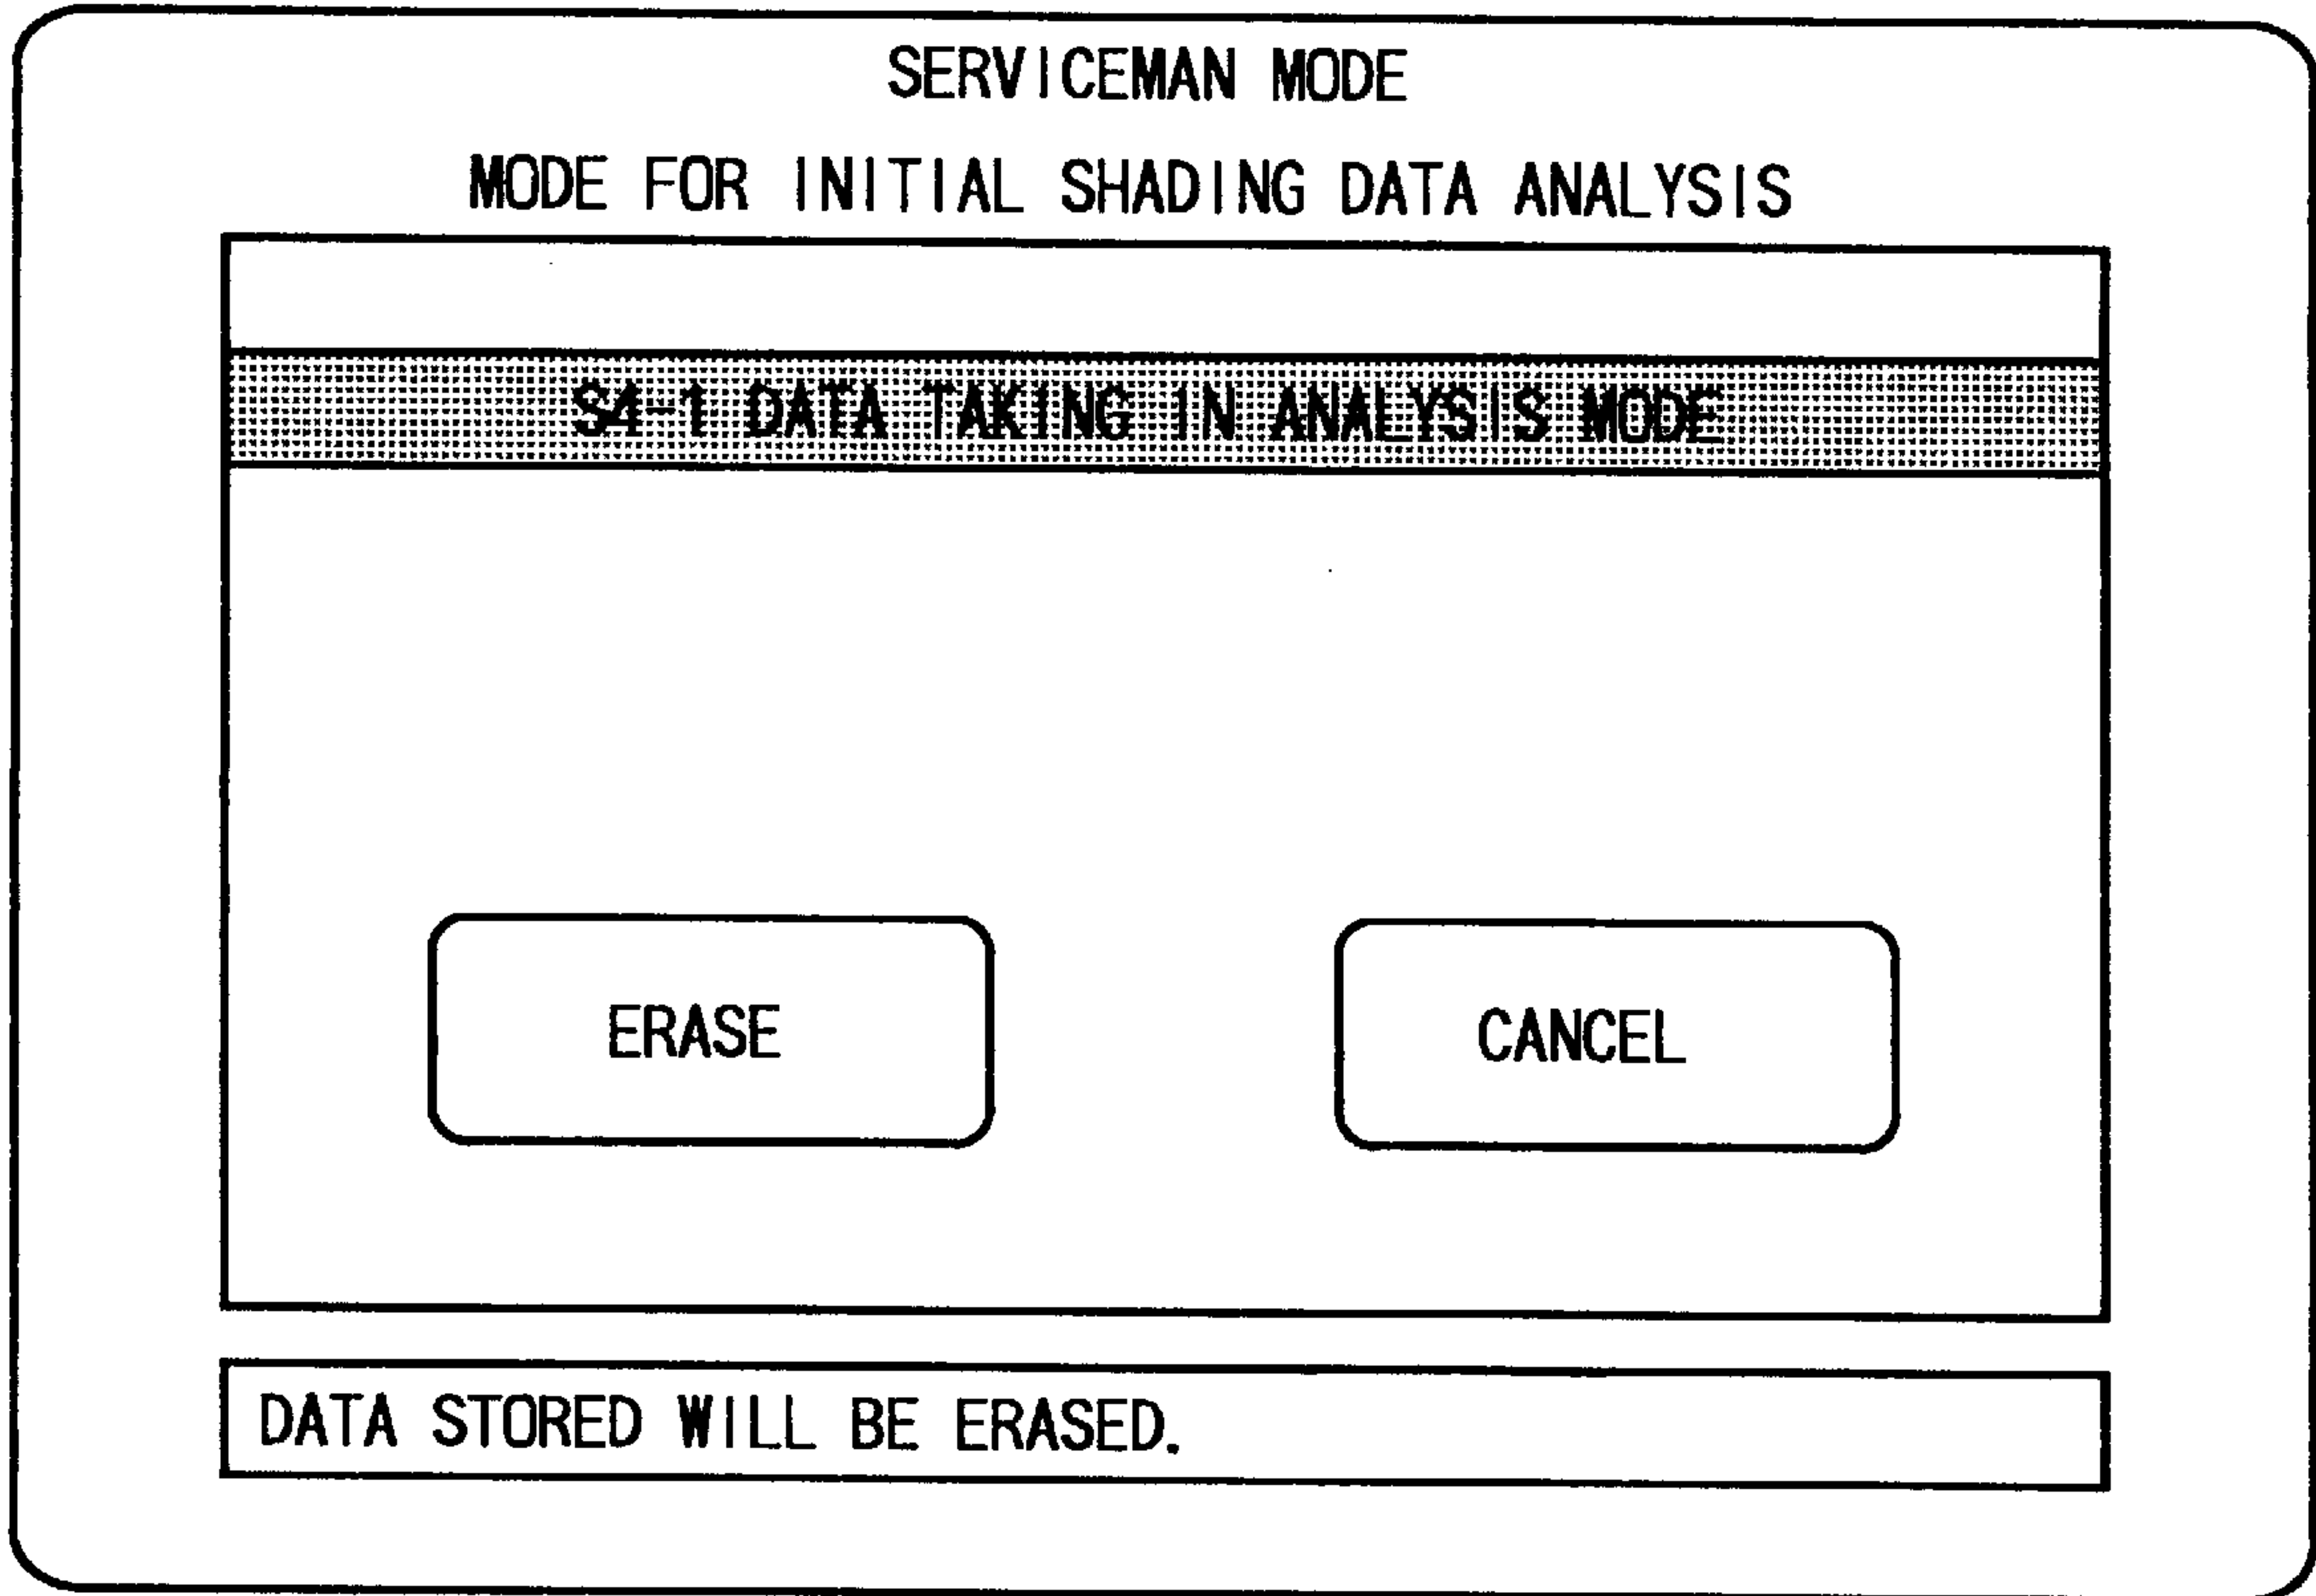 SERVICEMAN MODE
MODE FOR INITIAL SHADING DATA ANALYSIS
S4-1 DATA TAKING IN ANALYSIS MODE
ERASE
CANCEL
DATA STORED WILL BE ERASED.